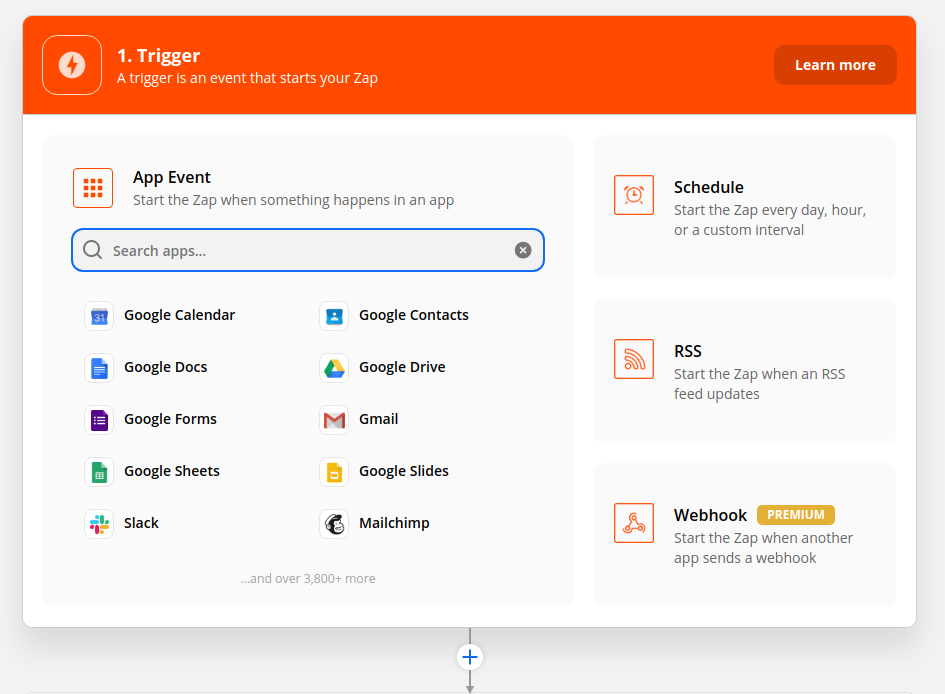 1. Trigger
A trigger is an event that starts your Zap
Learn more
App Event
Start the Zap when something happens in an app
Search apps...
31
Google Calendar
Google Contacts
Google Docs
Google Drive
Google Forms
Gmail
Google Sheets
Google Slides
Slack
Mailchimp
...and over 3,800+ more
Schedule
Start the Zap every day, hour,
or a custom interval
RSS
Start the Zap when an RSS
feed updates
Webhook PREMIUM
Start the Zap when another
app sends a webhook